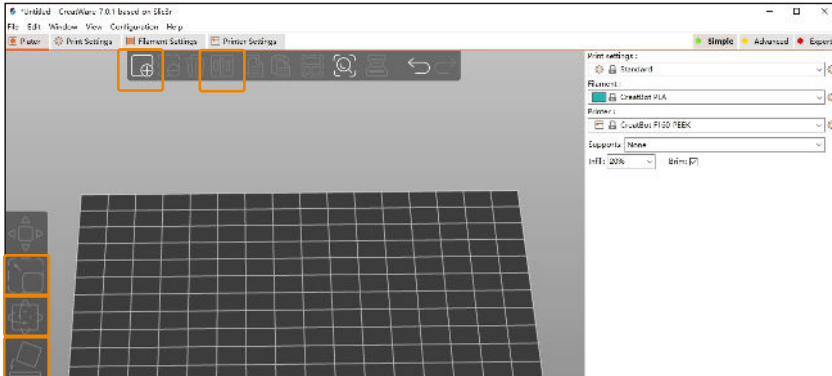 *Untitled - CreatWare 7.0.1 based on Slic3r
File Edit Window View Configuration Help
Plater Print Settings Filament Settings Printer Settings Simple Advanced Expert
Print settings :
Standard
Filament :
CreatBot PLA
Printer :
CreatBot F160 PEEK
Supports: None
Infill: 20% Brim: